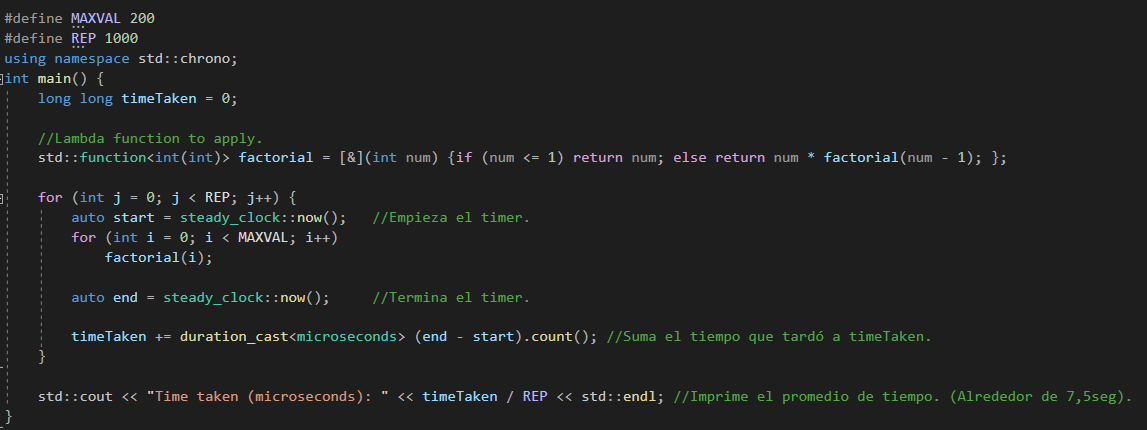 #define MAXVAL 200
#define REP 1000
using namespace std::chrono;
int main() {
    long long timeTaken = 0;

    //Lambda function to apply.
    std::function<int(int)> factorial = [&](int num) {if (num <= 1) return num; else return num * factorial(num - 1); };

    for (int j = 0; j < REP; j++) {
        auto start = steady_clock::now();   //Empieza el timer.
        for (int i = 0; i < MAXVAL; i++)
            factorial(i);

        auto end = steady_clock::now();     //Termina el timer.

        timeTaken += duration_cast<microseconds> (end - start).count(); //Suma el tiempo que tardó a timeTaken.
    }

    std::cout << "Time taken (microseconds): " << timeTaken / REP << std::endl; //Imprime el promedio de tiempo. (Alrededor de 7,5seg).
}